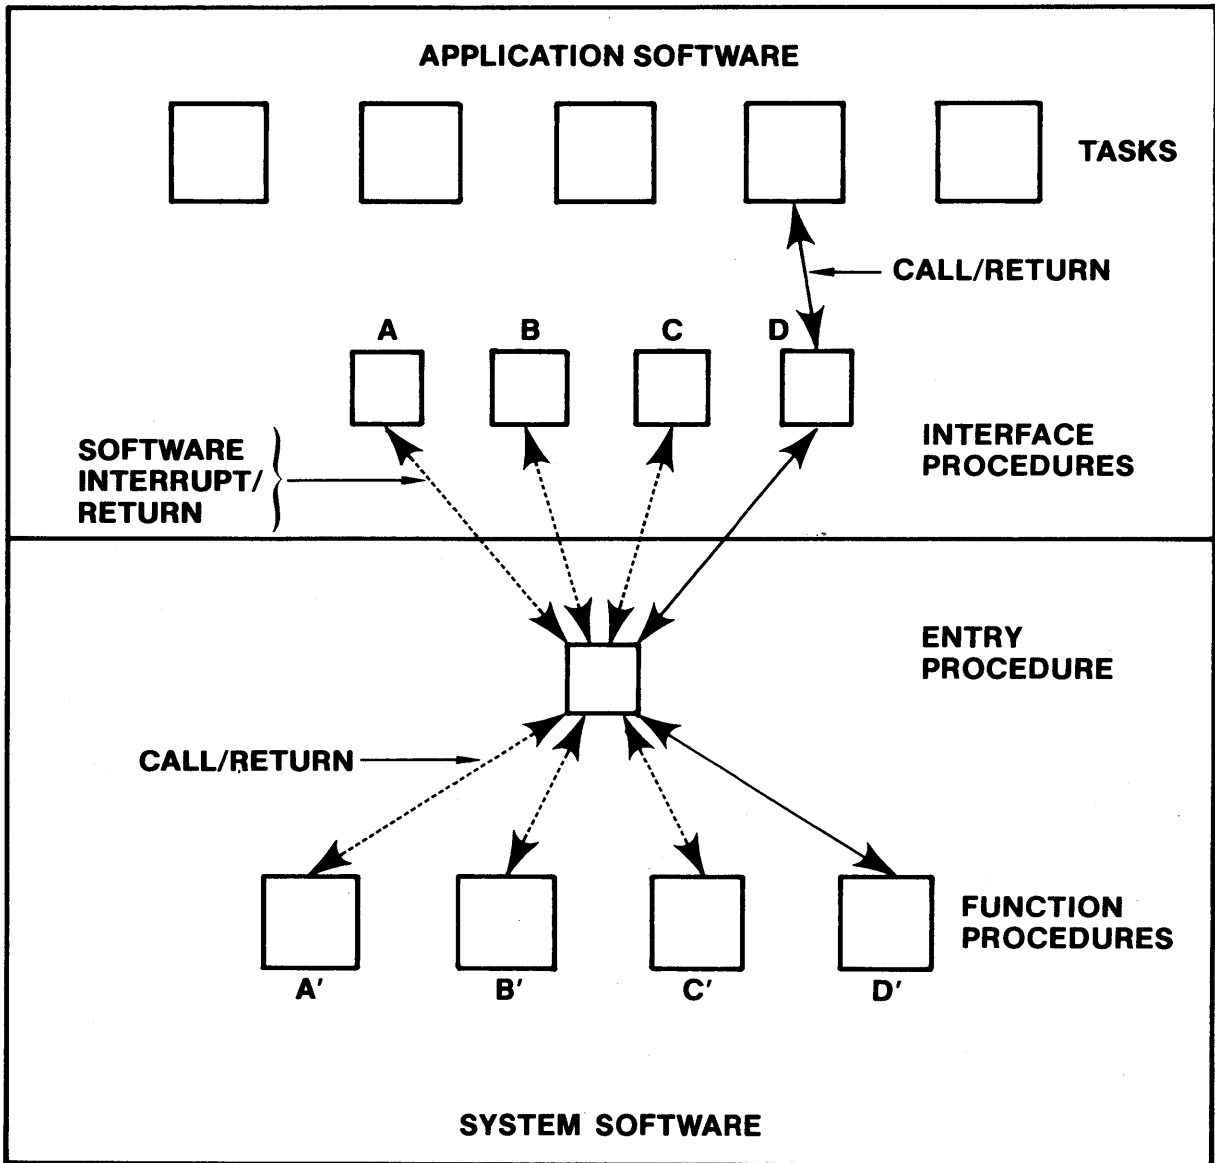 APPLICATION SOFTWARE
TASKS
CALL/RETURN
A
B
C
D
SOFTWARE
INTERRUPT/
RETURN
INTERFACE
PROCEDURES
ENTRY
PROCEDURE
CALL/RETURN
FUNCTION
PROCEDURES
A'
B'
C'
D'
SYSTEM SOFTWARE